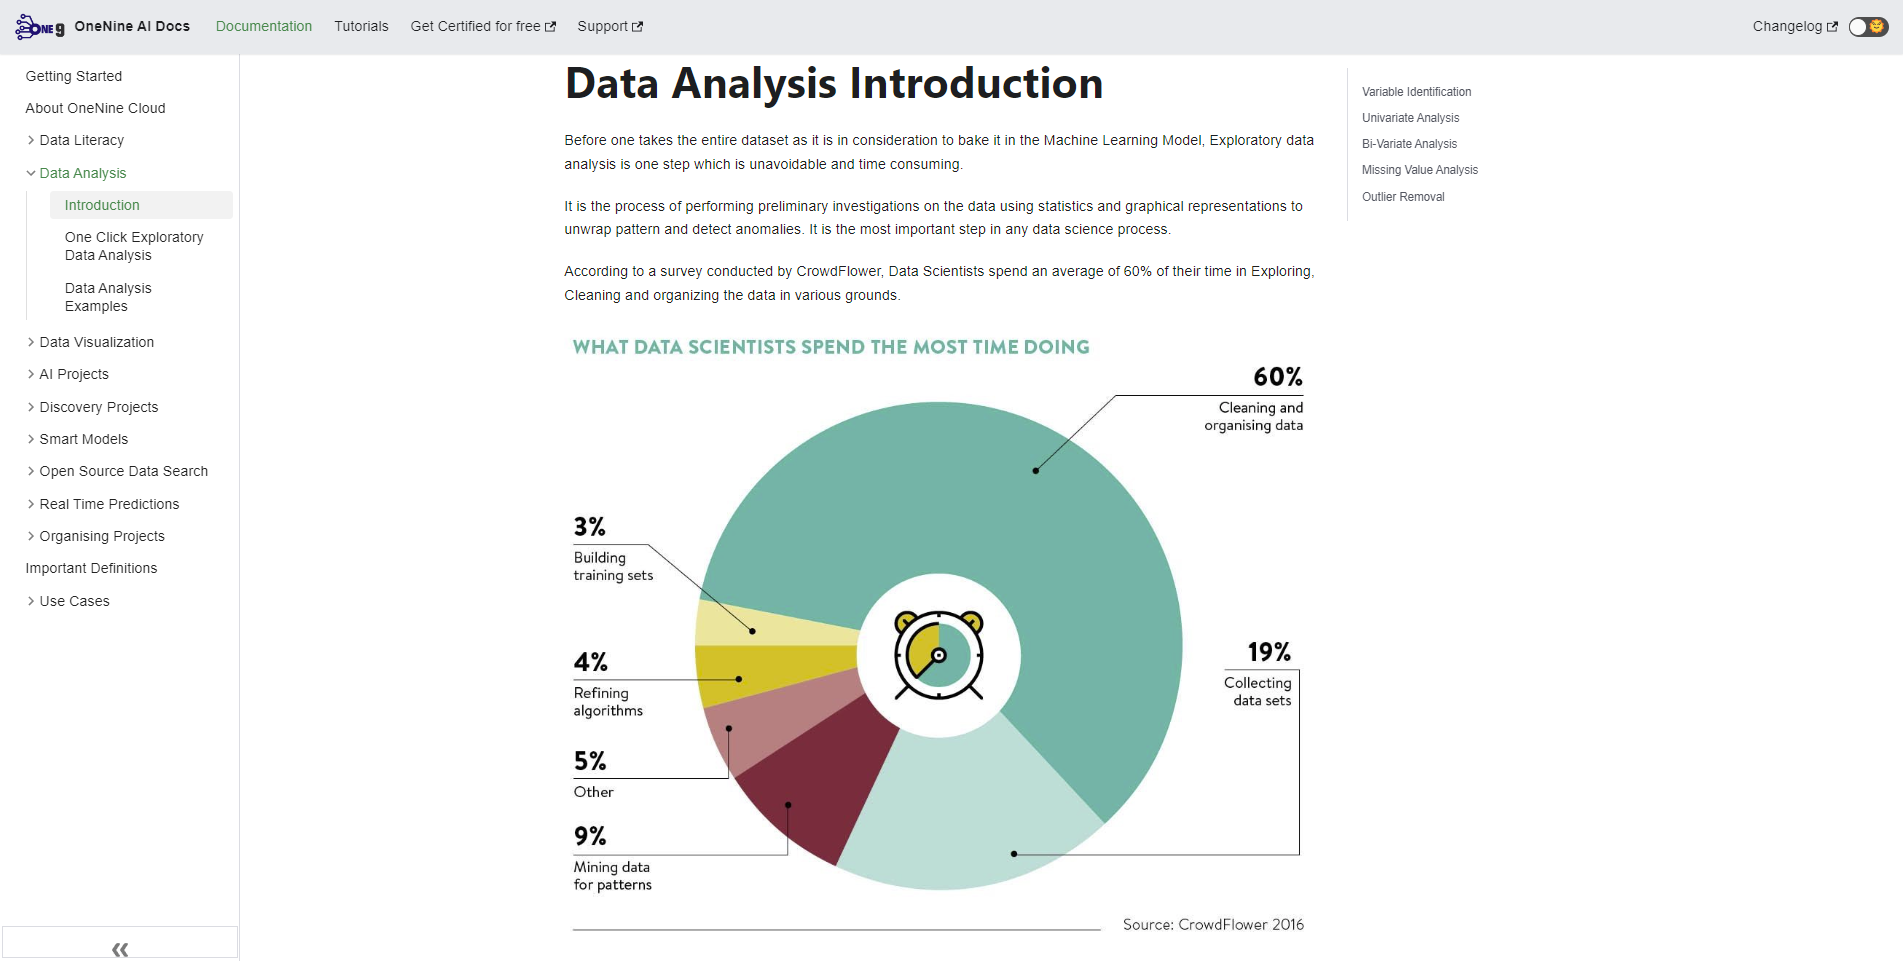 ONE 9
OneNine AI Docs
Documentation
Tutorials
Get Certified for free
Support
Changelog
Getting Started
About OneNine Cloud
Data Literacy
Data Analysis
Introduction
One Click Exploratory
Data Analysis
Data Analysis
Examples
Data Visualization
AI Projects
Discovery Projects
Smart Models
Open Source Data Search
Real Time Predictions
Organising Projects
Important Definitions
Use Cases
Data Analysis Introduction
Before one takes the entire dataset as it is in consideration to bake it in the Machine Learning Model, Exploratory data
analysis is one step which is unavoidable and time consuming.
It is the process of performing preliminary investigations on the data using statistics and graphical representations to
unwrap pattern and detect anomalies. It is the most important step in any data science process.
According to a survey conducted by CrowdFlower, Data Scientists spend an average of 60% of their time in Exploring,
Cleaning and organizing the data in various grounds.
WHAT DATA SCIENTISTS SPEND THE MOST TIME DOING
60%
Cleaning and
organising data
3%
Building
training sets
4%
Refining
algorithms
5%
Other
9%
Mining data
for patterns
19%
Collecting
data sets
Source: CrowdFlower 2016
Variable Identification
Univariate Analysis
Bi-Variate Analysis
Missing Value Analysis
Outlier Removal